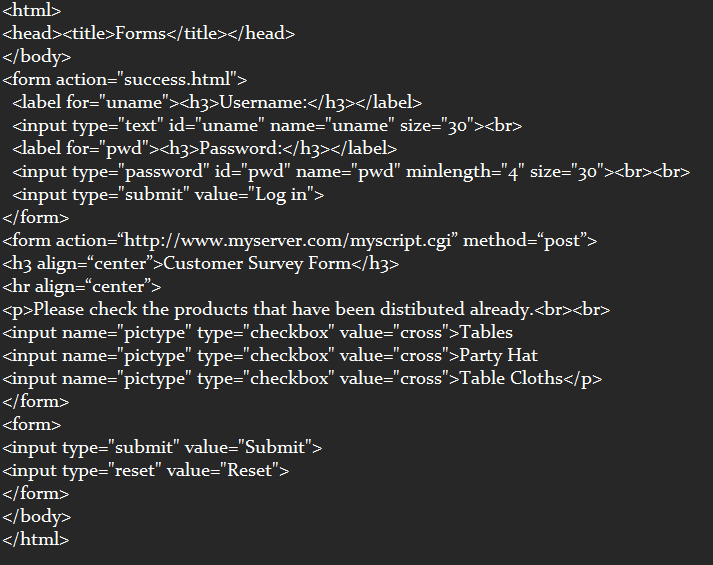 <html>
<head><title>Forms</title></head>
</body>
<form action="success.html">
  <label for="uname"><h3>Username:</h3></label>
  <input type="text" id="uname" name="uname" size="30"><br>
  <label for="pwd"><h3>Password:</h3></label>
  <input type="password" id="pwd" name="pwd" minlength="4" size="30"><br><br>
  <input type="submit" value="Log in">
</form>
<form action=“http://www.myserver.com/myscript.cgi” method=“post”>
<h3 align=“center”>Customer Survey Form</h3>
<hr align=“center”>
<p>Please check the products that have been distibuted already.<br><br>
<input name="pictype" type="checkbox" value="cross">Tables
<input name="pictype" type="checkbox" value="cross">Party Hat
<input name="pictype" type="checkbox" value="cross">Table Cloths</p>
</form>
<form>
<input type="submit" value="Submit">
<input type="reset" value="Reset">
</form>
</body>
</html>